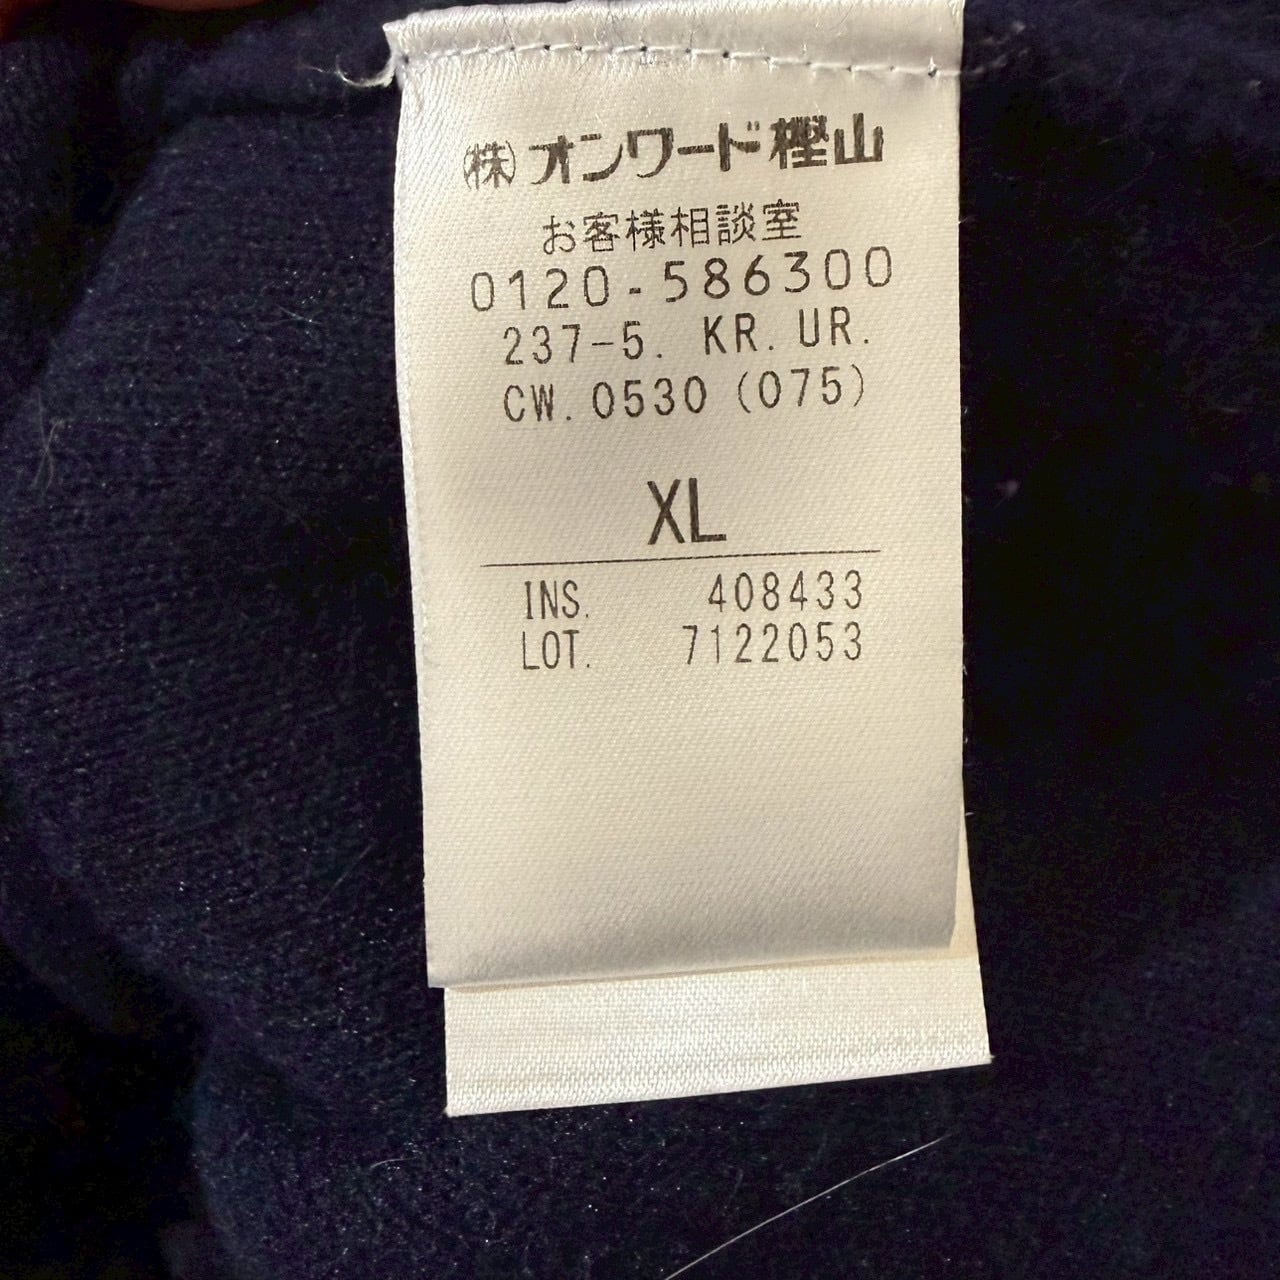 ㈱オンワード樫山
お客様相談室
0120-586300
237-5. KR. UR.
CW. 0530 (075)
XL
INS. 408433
LOT. 7122053